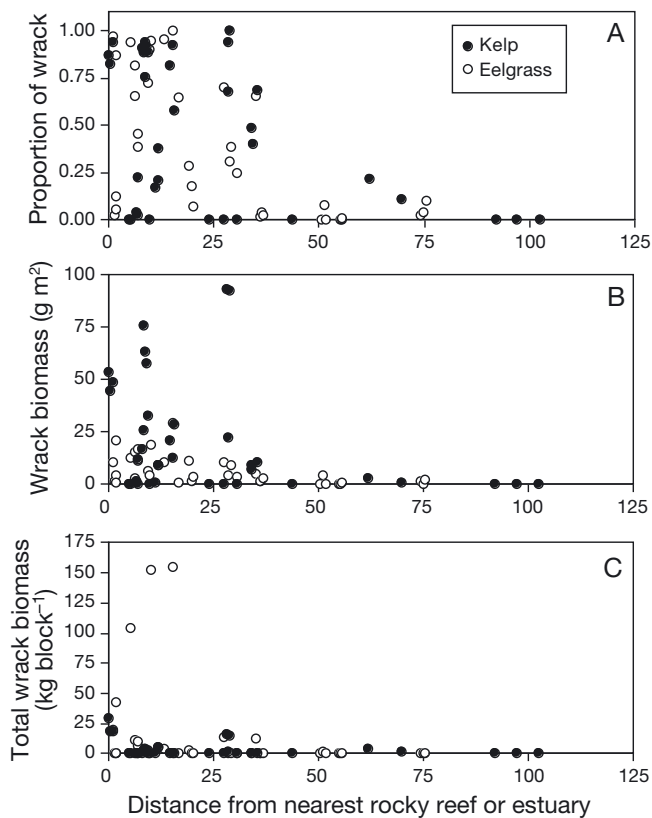 A
Kelp
Eelgrass
Proportion of wrack
1.00
0.75
0.50
0.25
0.00
0 25 50 75 100 125
B
Wrack biomass (g m²)
100
75
50
25
0
0 25 50 75 100 125
C
Total wrack biomass
(kg block⁻¹)
175
150
125
100
75
50
25
0
0 25 50 75 100 125
Distance from nearest rocky reef or estuary